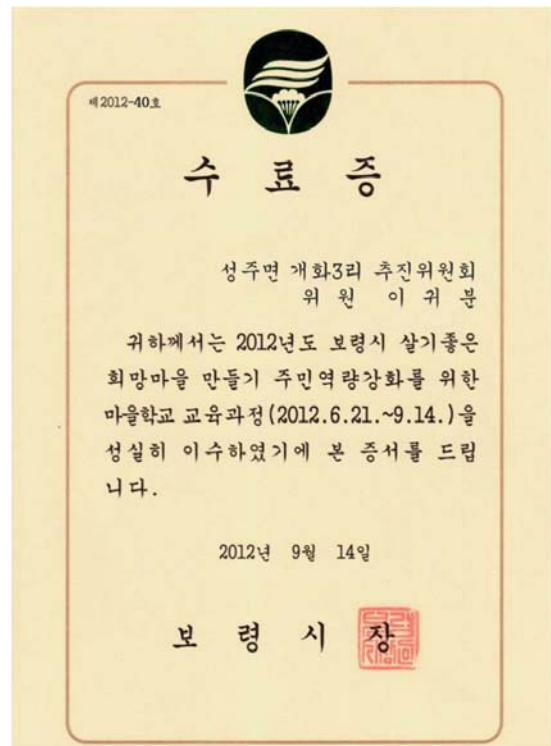 제2012-40호
수 료 증
성주면 개화3리 추진위원회
위 원 이 귀 분
귀하께서는 2012년도 보령시 살기좋은
희망마을 만들기 주민역량강화를 위한
마을학교 교육과정(2012.6.21.~9.14.)을
성실히 이수하였기에 본 증서를 드립
니다.
2012년 9월 14일
보 령 시 장